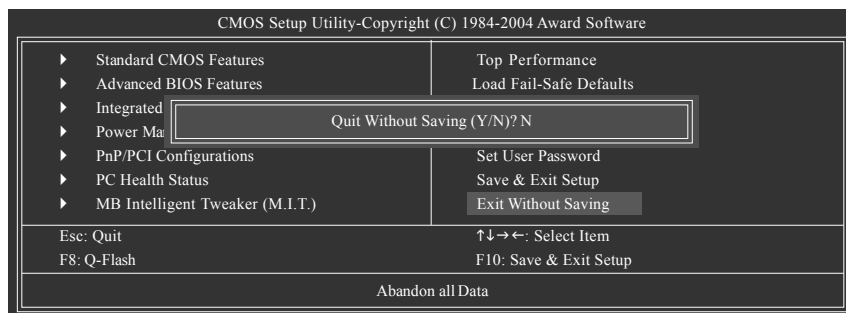 CMOS Setup Utility-Copyright (C) 1984-2004 Award Software
Standard CMOS Features
Top Performance
Advanced BIOS Features
Load Fail-Safe Defaults
Integrated
Power Ma
Quit Without Saving (Y/N)? N
PnP/PCI Configurations
Set User Password
PC Health Status
Save & Exit Setup
MB Intelligent Tweaker (M.I.T.)
Exit Without Saving
Esc: Quit
↑↓→←: Select Item
F8: Q-Flash
F10: Save & Exit Setup
Abandon all Data